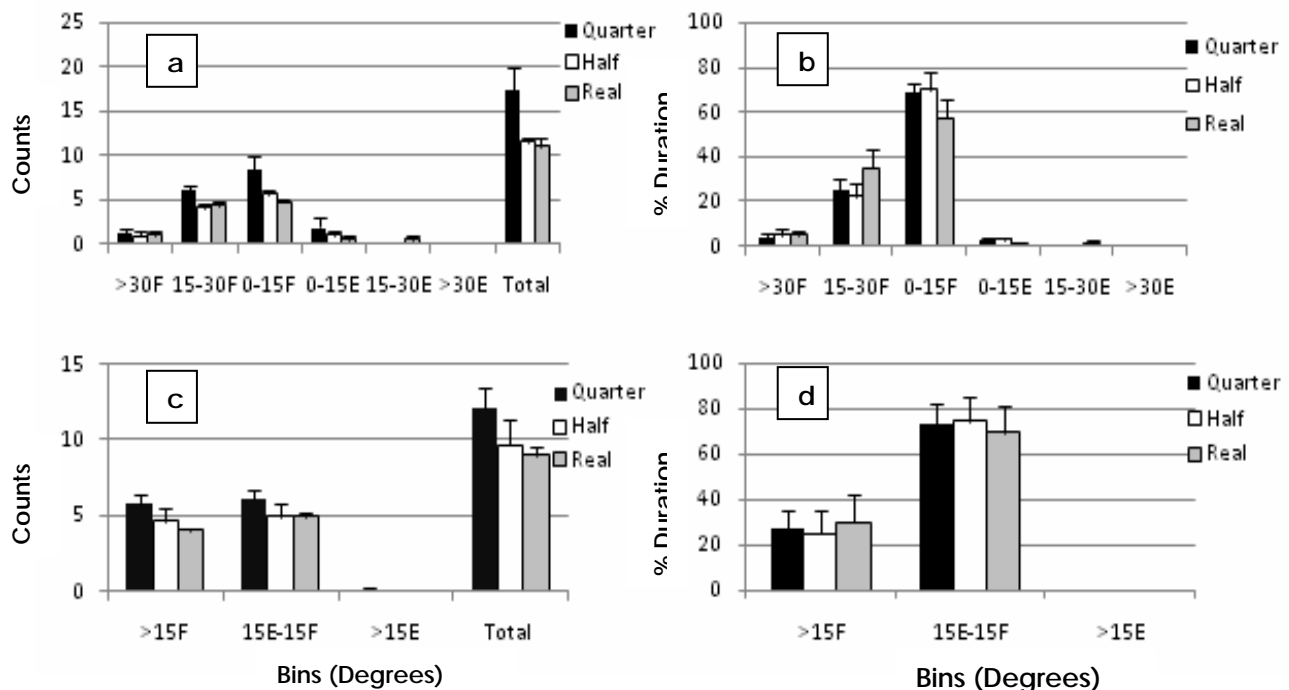 25
20
15
10
5
0
Counts
a
Quarter
Half
Real
>30F 15-30F 0-15F 0-15E 15-30E >30E Total
100
80
60
40
20
0
% Duration
b
Quarter
Half
Real
>30F 15-30F 0-15F 0-15E 15-30E >30E
15
10
5
0
Counts
c
Quarter
Half
Real
>15F 15E-15F >15E Total
Bins (Degrees)
100
80
60
40
20
0
% Duration
d
Quarter
Half
Real
>15F 15E-15F >15E
Bins (Degrees)